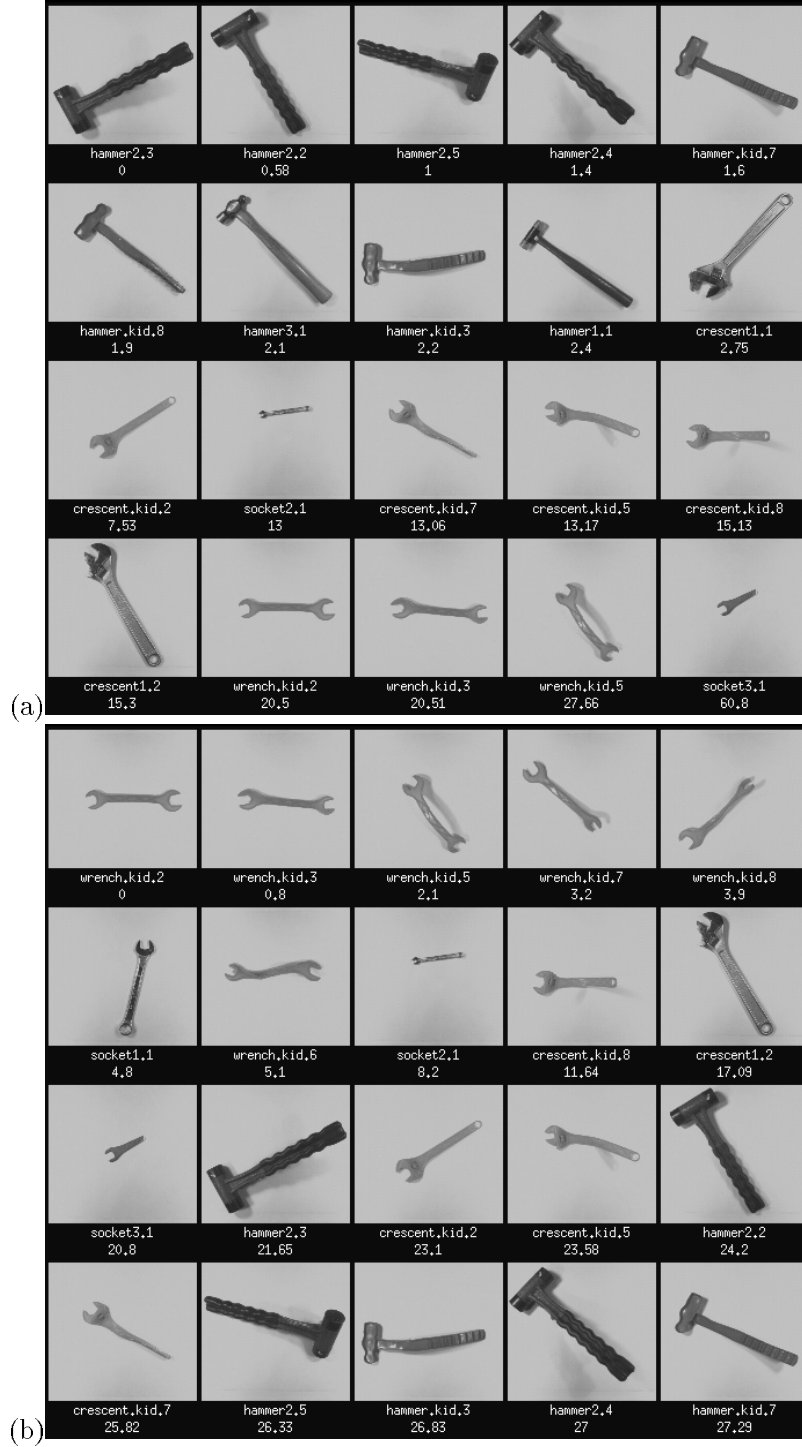 hammer2.3 hammer2.2 hammer2.5 hammer2.4 hammer.kid.7
0 0.58 1 1.4 1.6
hammer.kid.8 hammer3.1 hammer.kid.3 hammer1.1 crescent1.1
1.9 2.1 2.2 2.4 2.75
crescent.kid.2 socket2.1 crescent.kid.7 crescent.kid.5 crescent.kid.8
7.53 13 13.06 13.17 15.13
crescent1.2 wrench.kid.2 wrench.kid.3 wrench.kid.5 socket3.1
15.3 20.5 20.51 27.66 60.8
(a)
wrench.kid.2 wrench.kid.3 wrench.kid.5 wrench.kid.7 wrench.kid.8
0 0.8 2.1 3.2 3.9
socket1.1 wrench.kid.6 socket2.1 crescent.kid.8 crescent1.2
4.8 5.1 8.2 11.64 17.09
socket3.1 hammer2.3 crescent.kid.2 crescent.kid.5 hammer2.2
20.8 21.65 23.1 23.58 24.2
crescent.kid.7 hammer2.5 hammer.kid.3 hammer2.4 hammer.kid.7
25.82 26.33 26.83 27 27.29
(b)